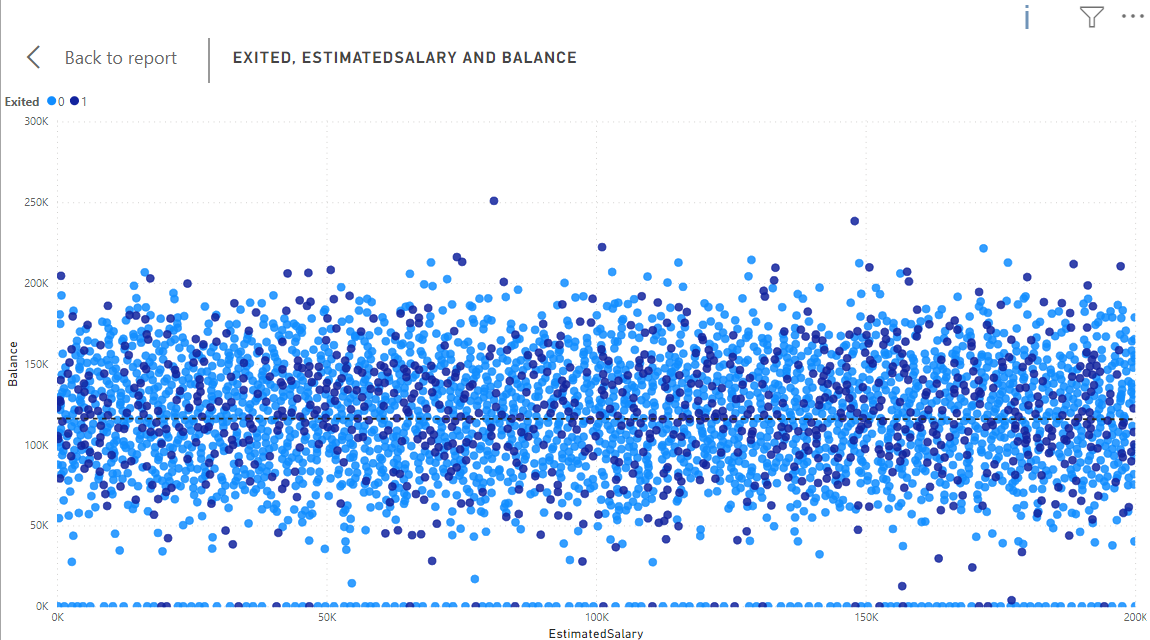 Back to report
EXITED, ESTIMATEDSALARY AND BALANCE
Exited 0 1
300K
250K
200K
150K
100K
50K
0K
Balance
0K 50K 100K 150K 200K
EstimatedSalary